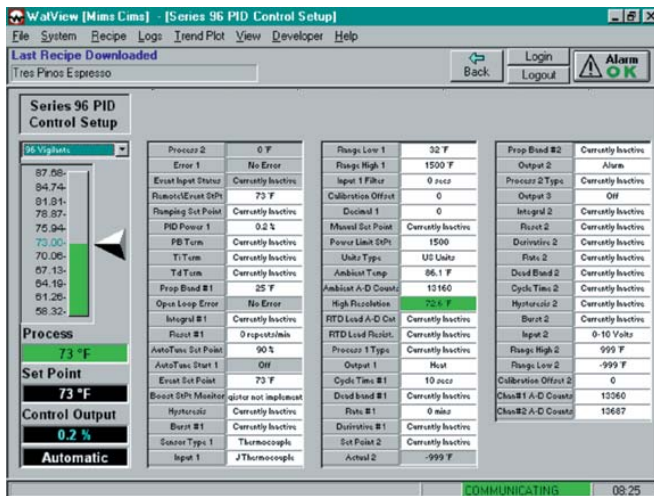 WatView [Mims Cims] - [Series 96 PID Control Setup]
File System Recipe Logs Trend Plot View Developer Help
Last Recipe Downloaded
Tres Pinos Espresso
Back
Login
Logout
Alarm
OK
Series 96 PID
Control Setup
96 Vigilante
87.68
84.74
81.81
78.87
75.94
73.00
70.06
67.13
64.19
61.26
58.32
Process
73 °F
Set Point
73 °F
Control Output
0.2 %
Automatic
Process 2 0 °F
Error 1 No Error
Event Input Status Currently Inactive
Remote\Event StPt 73 °F
Ramping Set Point Currently Inactive
PID Power 1 0.2 %
PB Term Currently Inactive
Ti Term Currently Inactive
Td Term Currently Inactive
Prop Band #1 25 °F
Open Loop Error No Error
Integral #1 Currently Inactive
Reset #1 0 repeats/min
AutoTune Set Point 90 %
AutoTune Start 1 Off
Event Set Point 73 °F
Boost StPt Monitor gister not implement
Hysteresis Currently Inactive
Burst #1 Currently Inactive
Sensor Type 1 Thermocouple
Input 1 J Thermocouple
Range Low 1 32 °F
Range High 1 1500 °F
Input 1 Filter 0 secs
Calibration Offset 0
Decimal 1 0
Manual Set Point Currently Inactive
Power Limit StPt 1500
Units Type US Units
Ambient Temp 86.1 °F
Ambient A-D Counts 13160
High Resolution 72.6 °F
RTD Lead A-D Cnt Currently Inactive
RTD Lead Resist. Currently Inactive
Process 1 Type Currently Inactive
Output 1 Heat
Cycle Time #1 10 secs
Dead band #1 Currently Inactive
Rate #1 0 mins
Derivative #1 Currently Inactive
Set Point 2 Currently Inactive
Actual 2 -999 °F
Prop Band #2 Currently Inactive
Output 2 Alarm
Process 2 Type Currently Inactive
Output 3 Off
Integral 2 Currently Inactive
Reset 2 Currently Inactive
Derivative 2 Currently Inactive
Rate 2 Currently Inactive
Dead Band 2 Currently Inactive
Cycle Time 2 Currently Inactive
Hysteresis 2 Currently Inactive
Burst 2 Currently Inactive
Input 2 0-10 Volts
Range High 2 999 °F
Range Low 2 -999 °F
Calibration Offset 2 0
Chan#1 A-D Counts 13360
Chan#2 A-D Counts 13687
COMMUNICATING 08:25